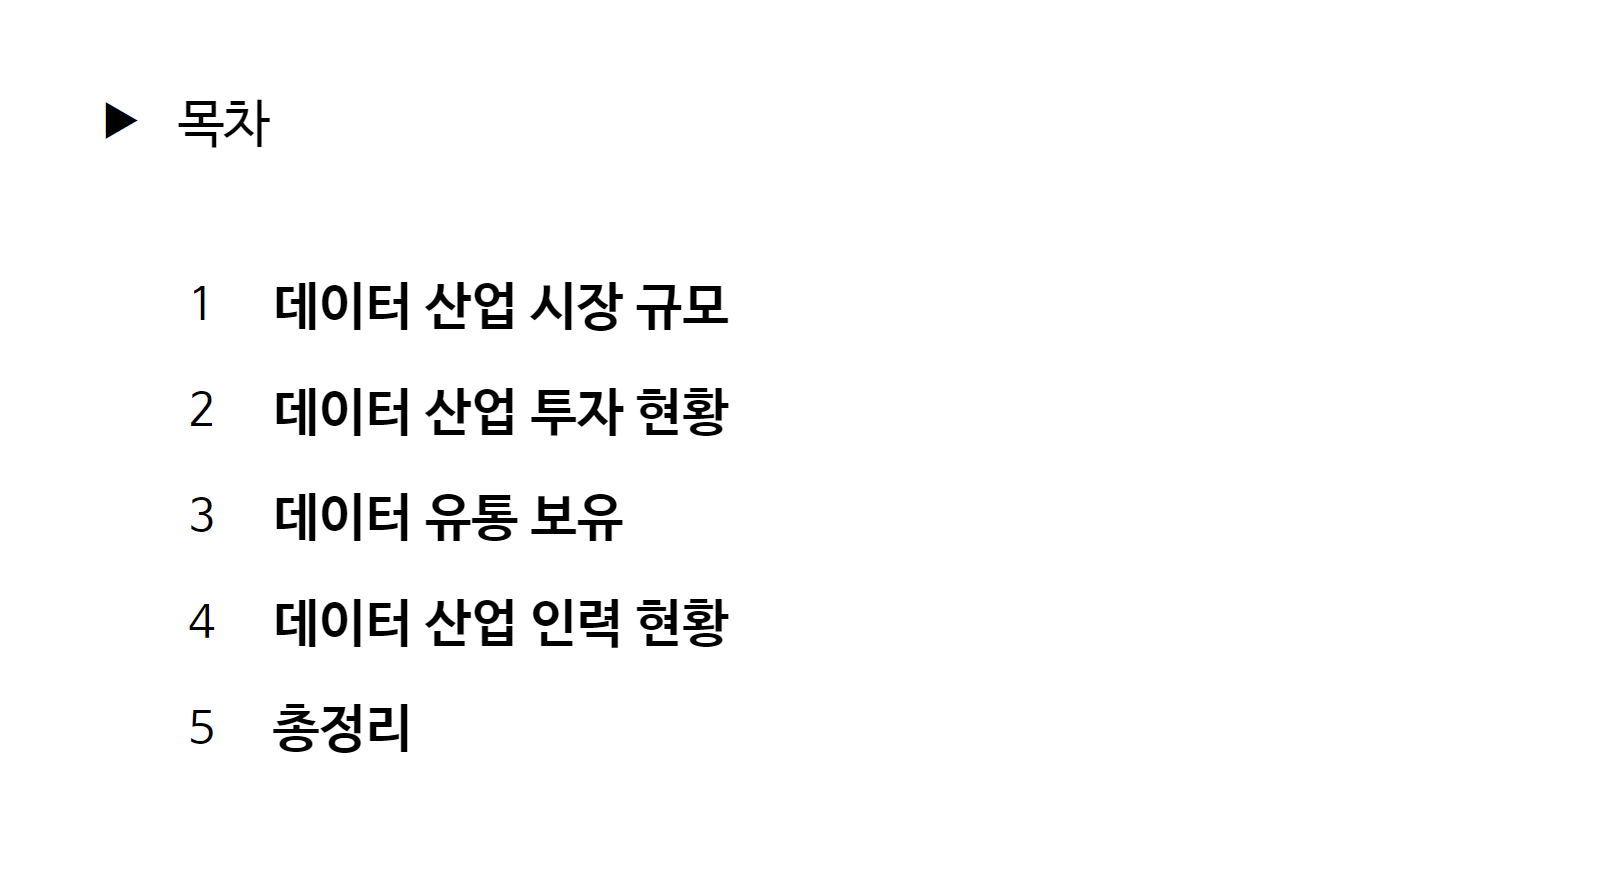 ▶ 목차
1 데이터 산업 시장 규모
2 데이터 산업 투자 현황
3 데이터 유통 보유
4 데이터 산업 인력 현황
5 총정리